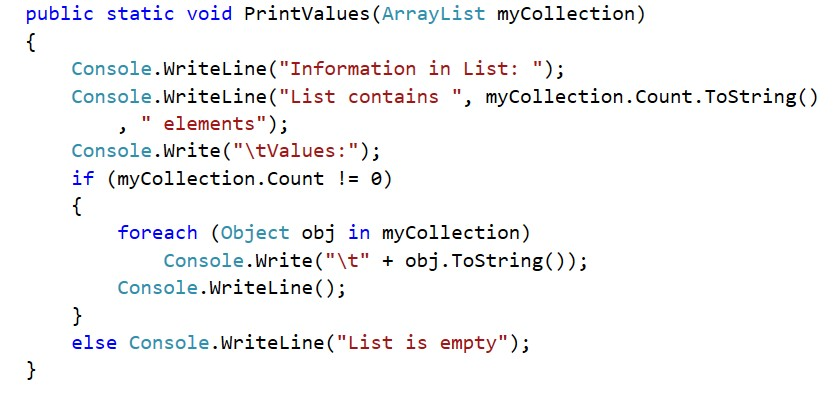 public static void PrintValues(ArrayList myCollection)
{
    Console.WriteLine("Information in List: ");
    Console.WriteLine("List contains ", myCollection.Count.ToString()
        , " elements");
    Console.Write("\tValues:");
    if (myCollection.Count != 0)
    {
        foreach (Object obj in myCollection)
            Console.Write("\t" + obj.ToString());
        Console.WriteLine();
    }
    else Console.WriteLine("List is empty");
}